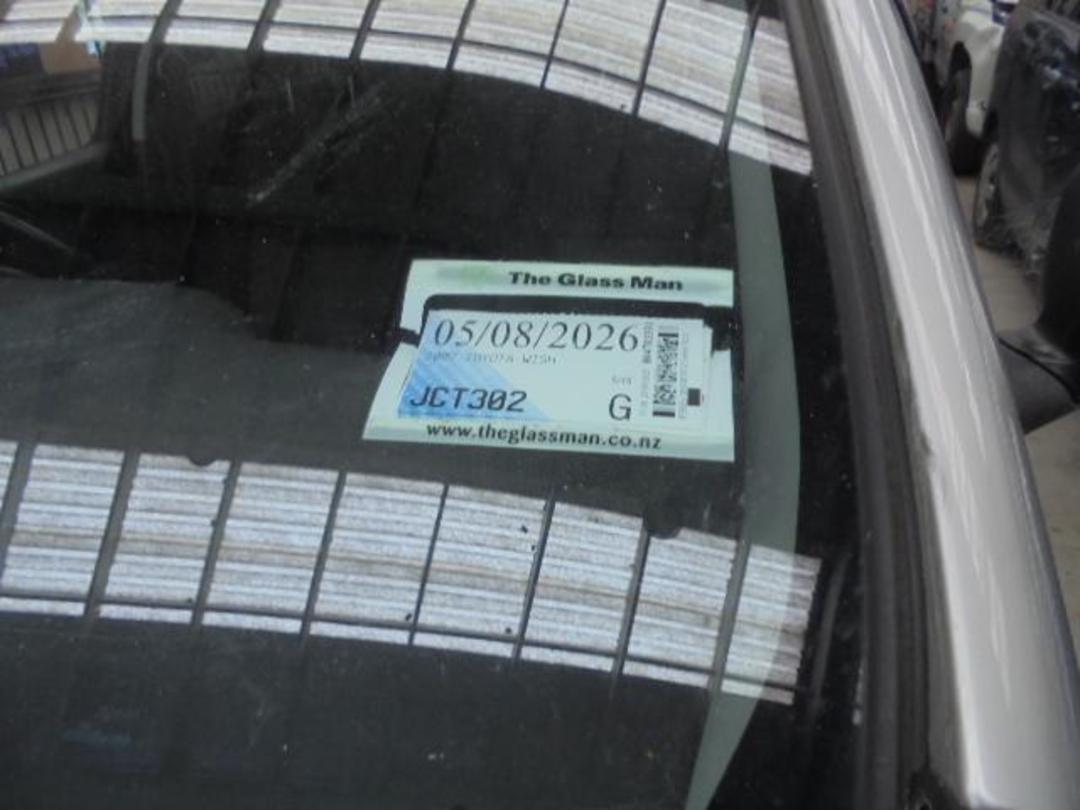 The Glass Man
05/08/2026
2007 TOYOTA WISH
JCT302
G
www.theglassman.co.nz